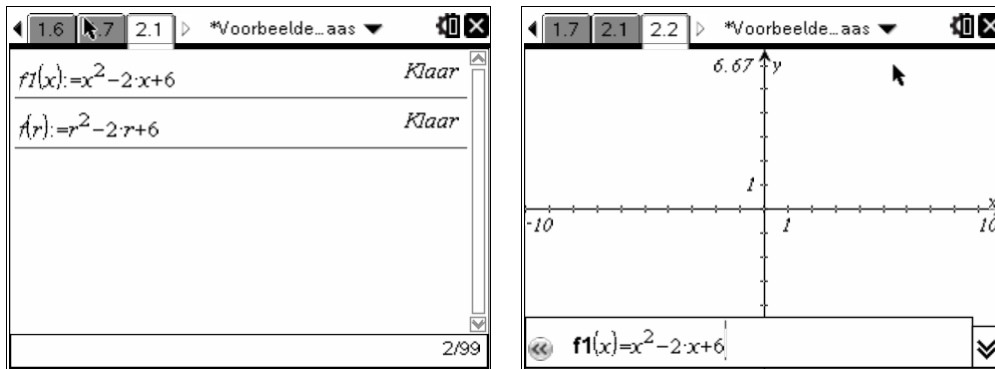 1.6 .7 2.1 *Voorbeelde...aas
f1(x):=x²−2·x+6 Klaar
f(r):=r²−2·r+6 Klaar
2/99
1.7 2.1 2.2 *Voorbeelde...aas
6.67 y
1
x
-10 1 10
f1(x)=x²−2·x+6